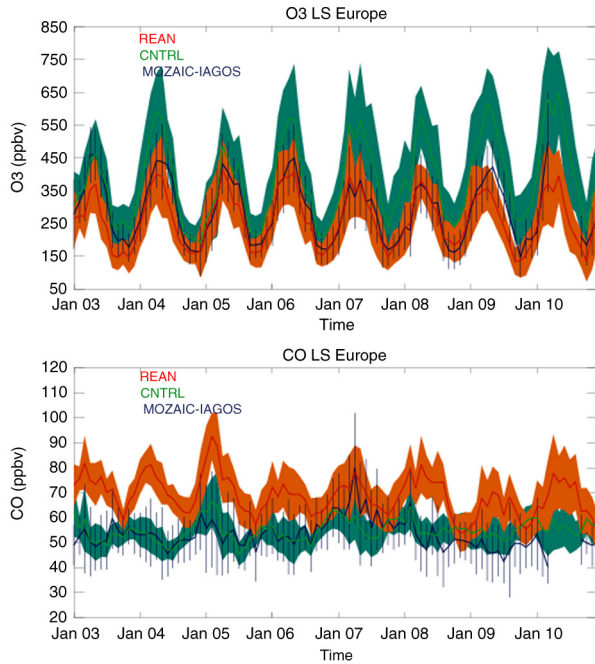 O3 LS Europe
850
750
650
550
450
350
250
150
50
O3 (ppbv)
REAN
CNTRL
MOZAIC-IAGOS
Jan 03 Jan 04 Jan 05 Jan 06 Jan 07 Jan 08 Jan 09 Jan 10
Time
CO LS Europe
120
110
100
90
80
70
60
50
40
30
20
CO (ppbv)
REAN
CNTRL
MOZAIC-IAGOS
Jan 03 Jan 04 Jan 05 Jan 06 Jan 07 Jan 08 Jan 09 Jan 10
Time